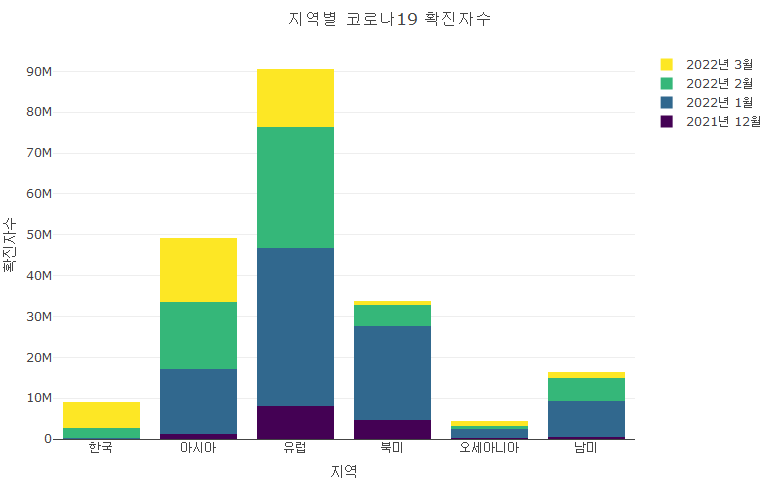 지역별 코로나19 확진자수
2022년 3월
2022년 2월
2022년 1월
2021년 12월
확진자수
90M
80M
70M
60M
50M
40M
30M
20M
10M
0
한국
아시아
유럽
북미
오세아니아
남미
지역